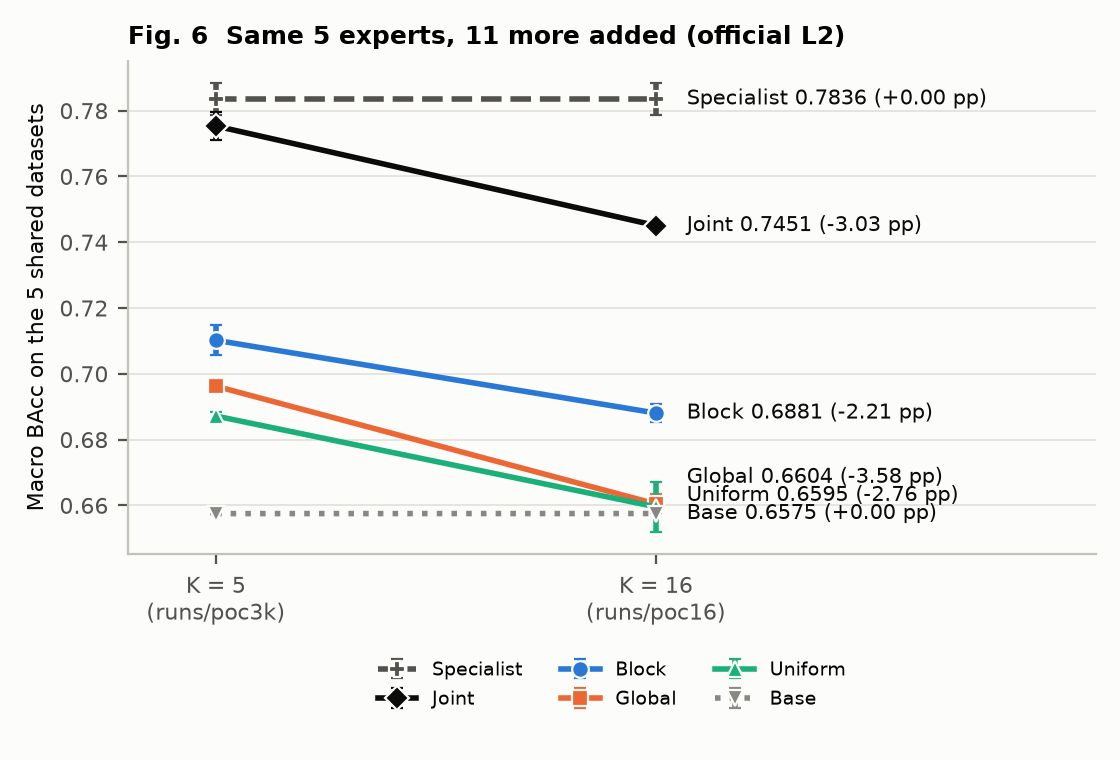 Fig. 6  Same 5 experts, 11 more added (official L2)
Macro BAcc on the 5 shared datasets
0.78
0.76
0.74
0.72
0.70
0.68
0.66
Specialist 0.7836 (+0.00 pp)
Joint 0.7451 (-3.03 pp)
Block 0.6881 (-2.21 pp)
Global 0.6604 (-3.58 pp)
Uniform 0.6595 (-2.76 pp)
Base 0.6575 (+0.00 pp)
K = 5
(runs/poc3k)
K = 16
(runs/poc16)
Specialist
Joint
Block
Global
Uniform
Base